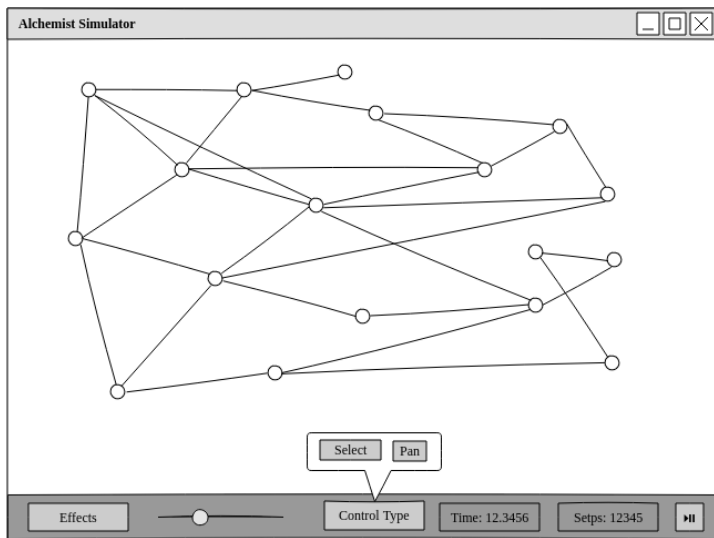 Alchemist Simulator
Select
Pan
Effects
Control Type
Time: 12.3456
Setps: 12345